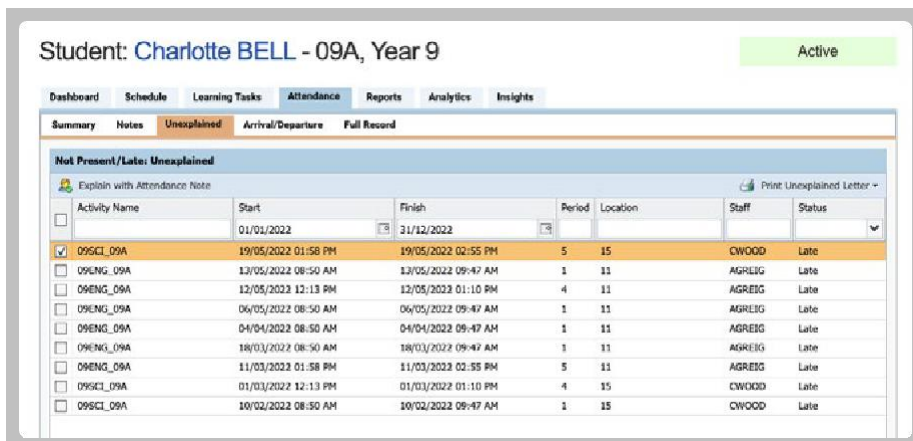 Student: Charlotte BELL - 09A, Year 9
Active
Dashboard Schedule Learning Tasks Attendance Reports Analytics Insights
Summary Notes Unexplained Arrival/Departure Full Record
Not Present/Late: Unexplained
Explain with Attendance Note Print Unexplained Letter
Activity Name Start Finish Period Location Staff Status
01/01/2022 31/12/2022
09SCI_09A 19/05/2022 01:58 PM 19/05/2022 02:55 PM 5 15 CWOOD Late
09ENG_09A 13/05/2022 08:50 AM 13/05/2022 09:47 AM 1 11 AGREIG Late
09ENG_09A 12/05/2022 12:13 PM 12/05/2022 01:10 PM 4 11 AGREIG Late
09ENG_09A 06/05/2022 08:50 AM 06/05/2022 09:47 AM 1 11 AGREIG Late
09ENG_09A 04/04/2022 08:50 AM 04/04/2022 09:47 AM 1 11 AGREIG Late
09ENG_09A 18/03/2022 08:50 AM 18/03/2022 09:47 AM 1 11 AGREIG Late
09ENG_09A 11/03/2022 01:58 PM 11/03/2022 02:55 PM 5 11 AGREIG Late
09SCI_09A 01/03/2022 12:13 PM 01/03/2022 01:10 PM 4 15 CWOOD Late
09SCI_09A 10/02/2022 08:50 AM 10/02/2022 09:47 AM 1 15 CWOOD Late